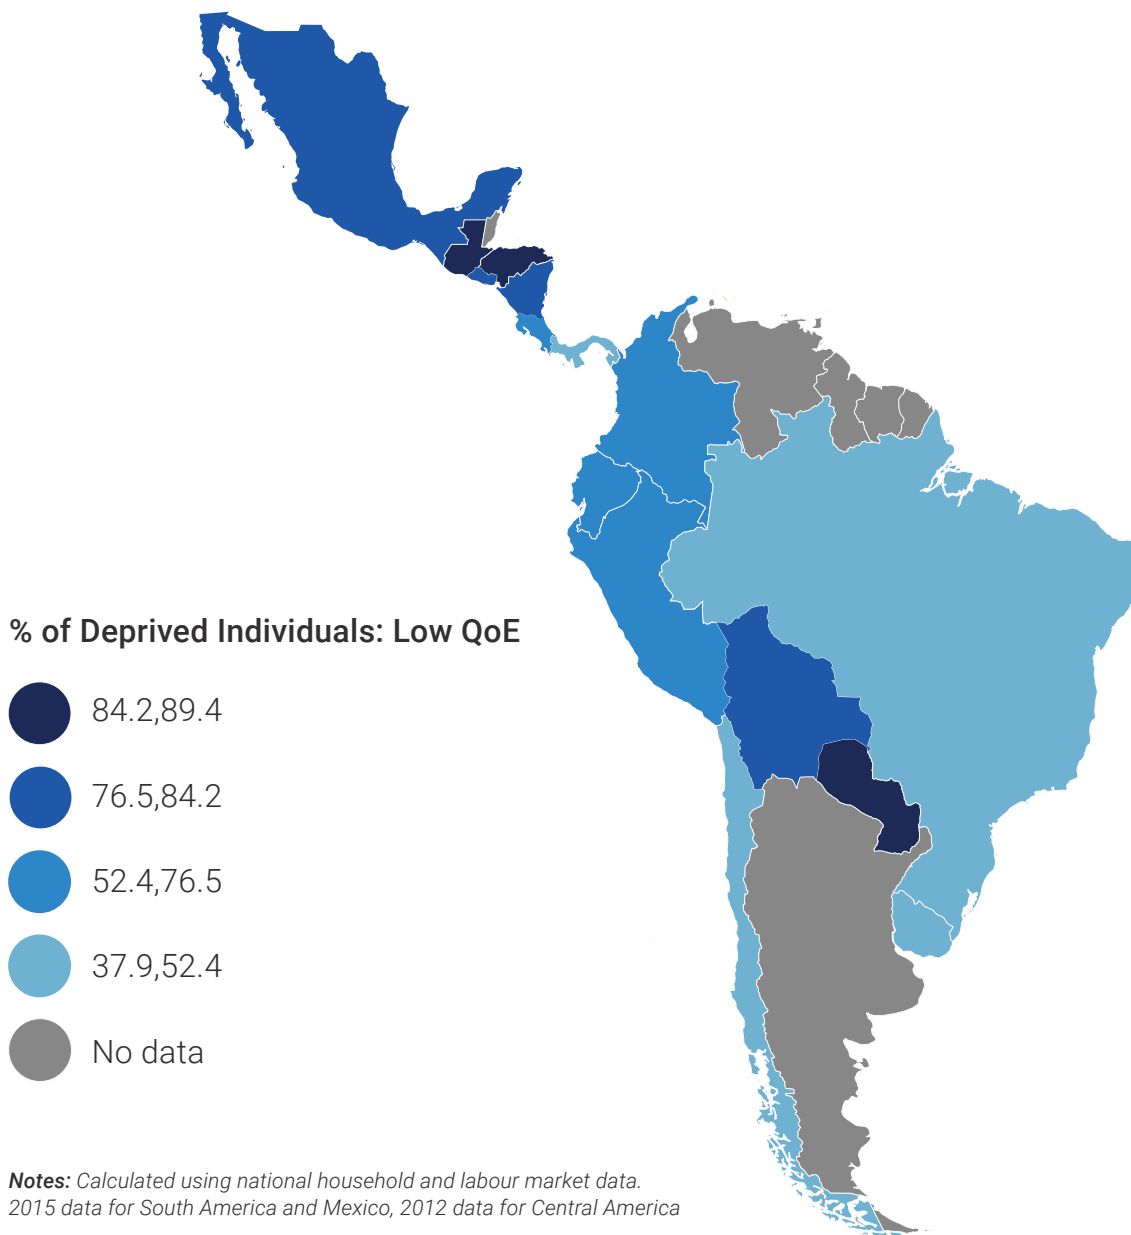 % of Deprived Individuals: Low QoE
84.2,89.4
76.5,84.2
52.4,76.5
37.9,52.4
No data
Notes: Calculated using national household and labour market data.
2015 data for South America and Mexico, 2012 data for Central America